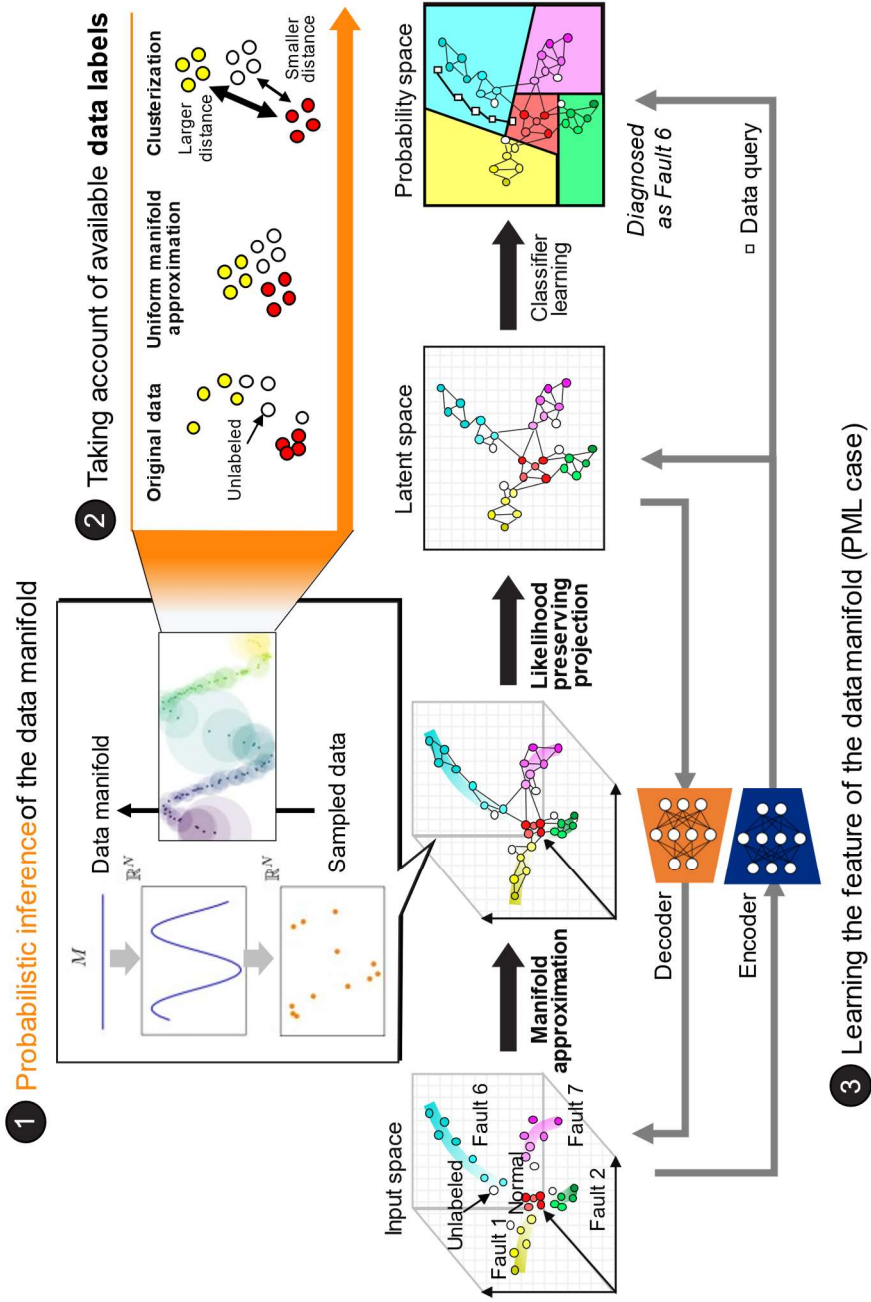 1 Probabilistic inference of the data manifold
M
ℝᴺ
ℝᴺ
Data manifold
Sampled data
2 Taking account of available data labels
Original data
Unlabeled
Uniform manifold
approximation
Clusterization
Larger
distance
Smaller
distance
Input space
Unlabeled
Fault 6
Fault 1
Normal
Fault 7
Fault 2
Manifold
approximation
Likelihood
preserving
projection
Latent space
Classifier
learning
Probability space
Diagnosed
as Fault 6
Data query
Decoder
Encoder
3 Learning the feature of the data manifold (PML case)